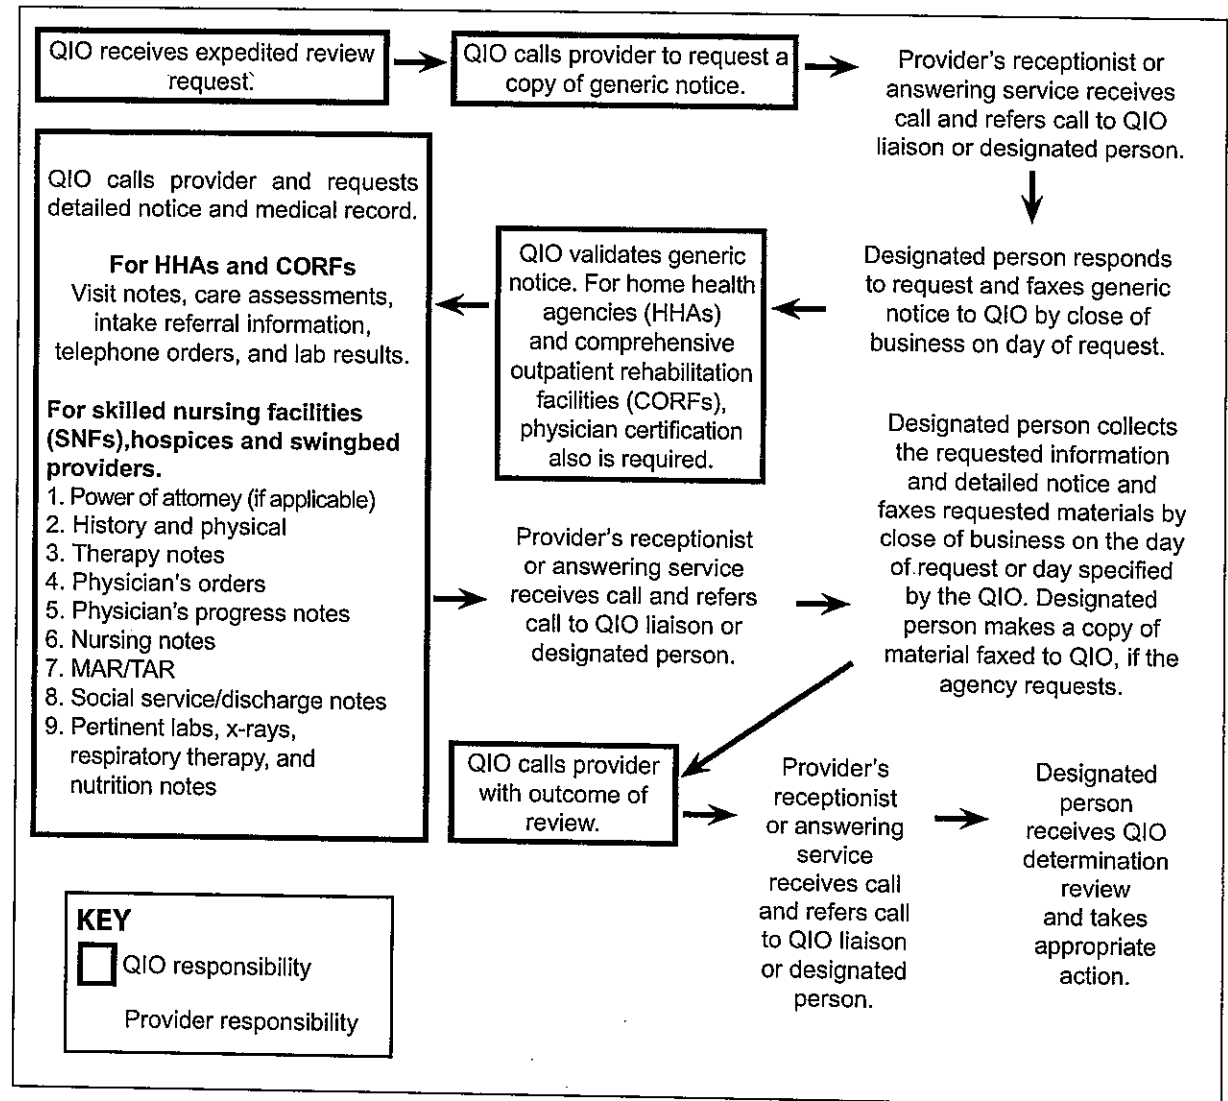 QIO receives expedited review
request.
QIO calls provider to request a
copy of generic notice.
Provider's receptionist or
answering service receives
call and refers call to QIO
liaison or designated person.
Designated person responds
to request and faxes generic
notice to QIO by close of
business on day of request.
QIO validates generic
notice. For home health
agencies (HHAs)
and comprehensive
outpatient rehabilitation
facilities (CORFs),
physician certification
also is required.
QIO calls provider and requests
detailed notice and medical record.
For HHAs and CORFs
Visit notes, care assessments,
intake referral information,
telephone orders, and lab results.
For skilled nursing facilities
(SNFs),hospices and swingbed
providers.
1. Power of attorney (if applicable)
2. History and physical
3. Therapy notes
4. Physician's orders
5. Physician's progress notes
6. Nursing notes
7. MAR/TAR
8. Social service/discharge notes
9. Pertinent labs, x-rays,
respiratory therapy, and
nutrition notes
Provider's receptionist
or answering service
receives call and refers
call to QIO liaison or
designated person.
Designated person collects
the requested information
and detailed notice and
faxes requested materials by
close of business on the day
of request or day specified
by the QIO. Designated
person makes a copy of
material faxed to QIO, if the
agency requests.
QIO calls provider
with outcome of
review.
Provider's
receptionist
or answering
service
receives call
and refers call
to QIO liaison
or designated
person.
Designated
person
receives QIO
determination
review
and takes
appropriate
action.
KEY
QIO responsibility
Provider responsibility